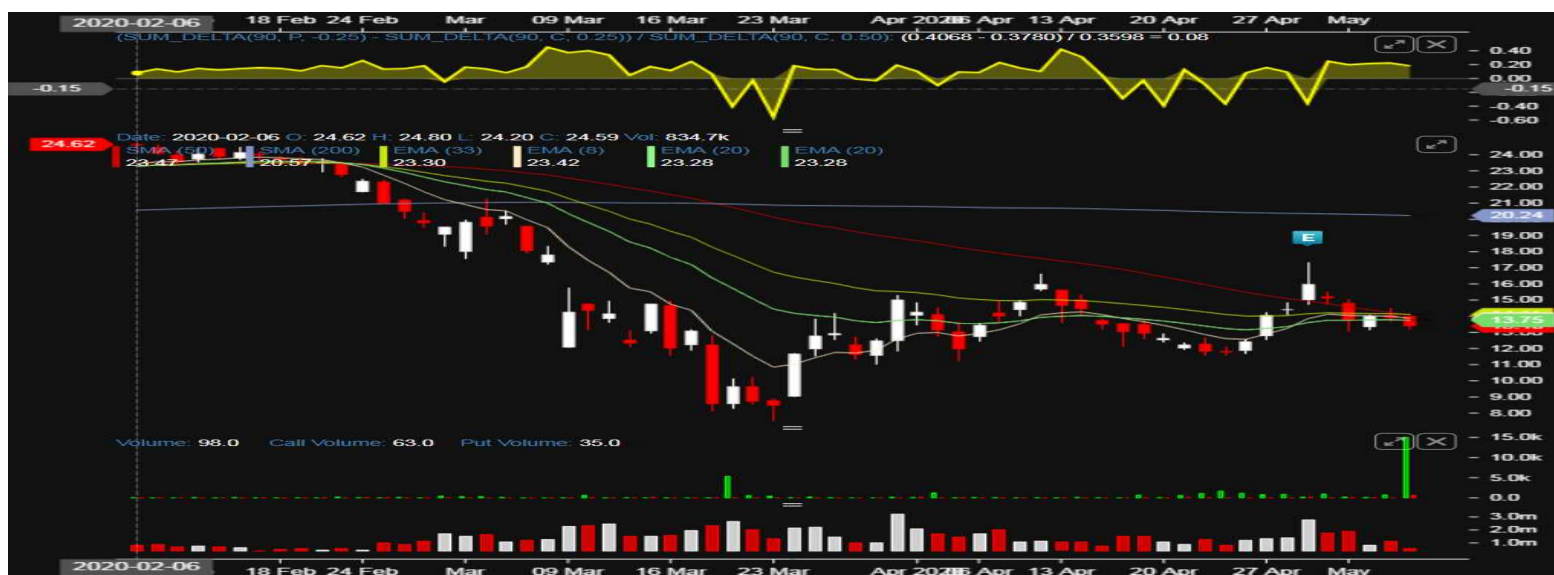 2020-02-06 18 Feb 24 Feb Mar 09 Mar 16 Mar 23 Mar 06 Apr 13 Apr 20 Apr 27 Apr May
(SUM_DELTA(90, P, -0.25) - SUM_DELTA(90, C, 0.25)) / SUM_DELTA(90, C, 0.50): (0.4068 - 0.3780) / 0.3598 = 0.08
0.40
0.20
0.00
-0.15 -0.15
-0.40
-0.60
Date: 2020-02-06 O: 24.62 H: 24.80 L: 24.20 C: 24.59 Vol: 834.7k
24.62
SMA (50) SMA (200) EMA (33) EMA (8) EMA (20) EMA (20)
23.47 20.57 23.30 23.42 23.28 23.28
24.00
23.00
22.00
21.00
20.24
19.00
E
18.00
17.00
16.00
15.00
13.75
12.00
11.00
10.00
9.00
8.00
Volume: 98.0 Call Volume: 63.0 Put Volume: 35.0
15.0k
10.0k
5.0k
0.0
3.0m
2.0m
1.0m
2020-02-06 18 Feb 24 Feb Mar 09 Mar 16 Mar 23 Mar 06 Apr 13 Apr 20 Apr 27 Apr May